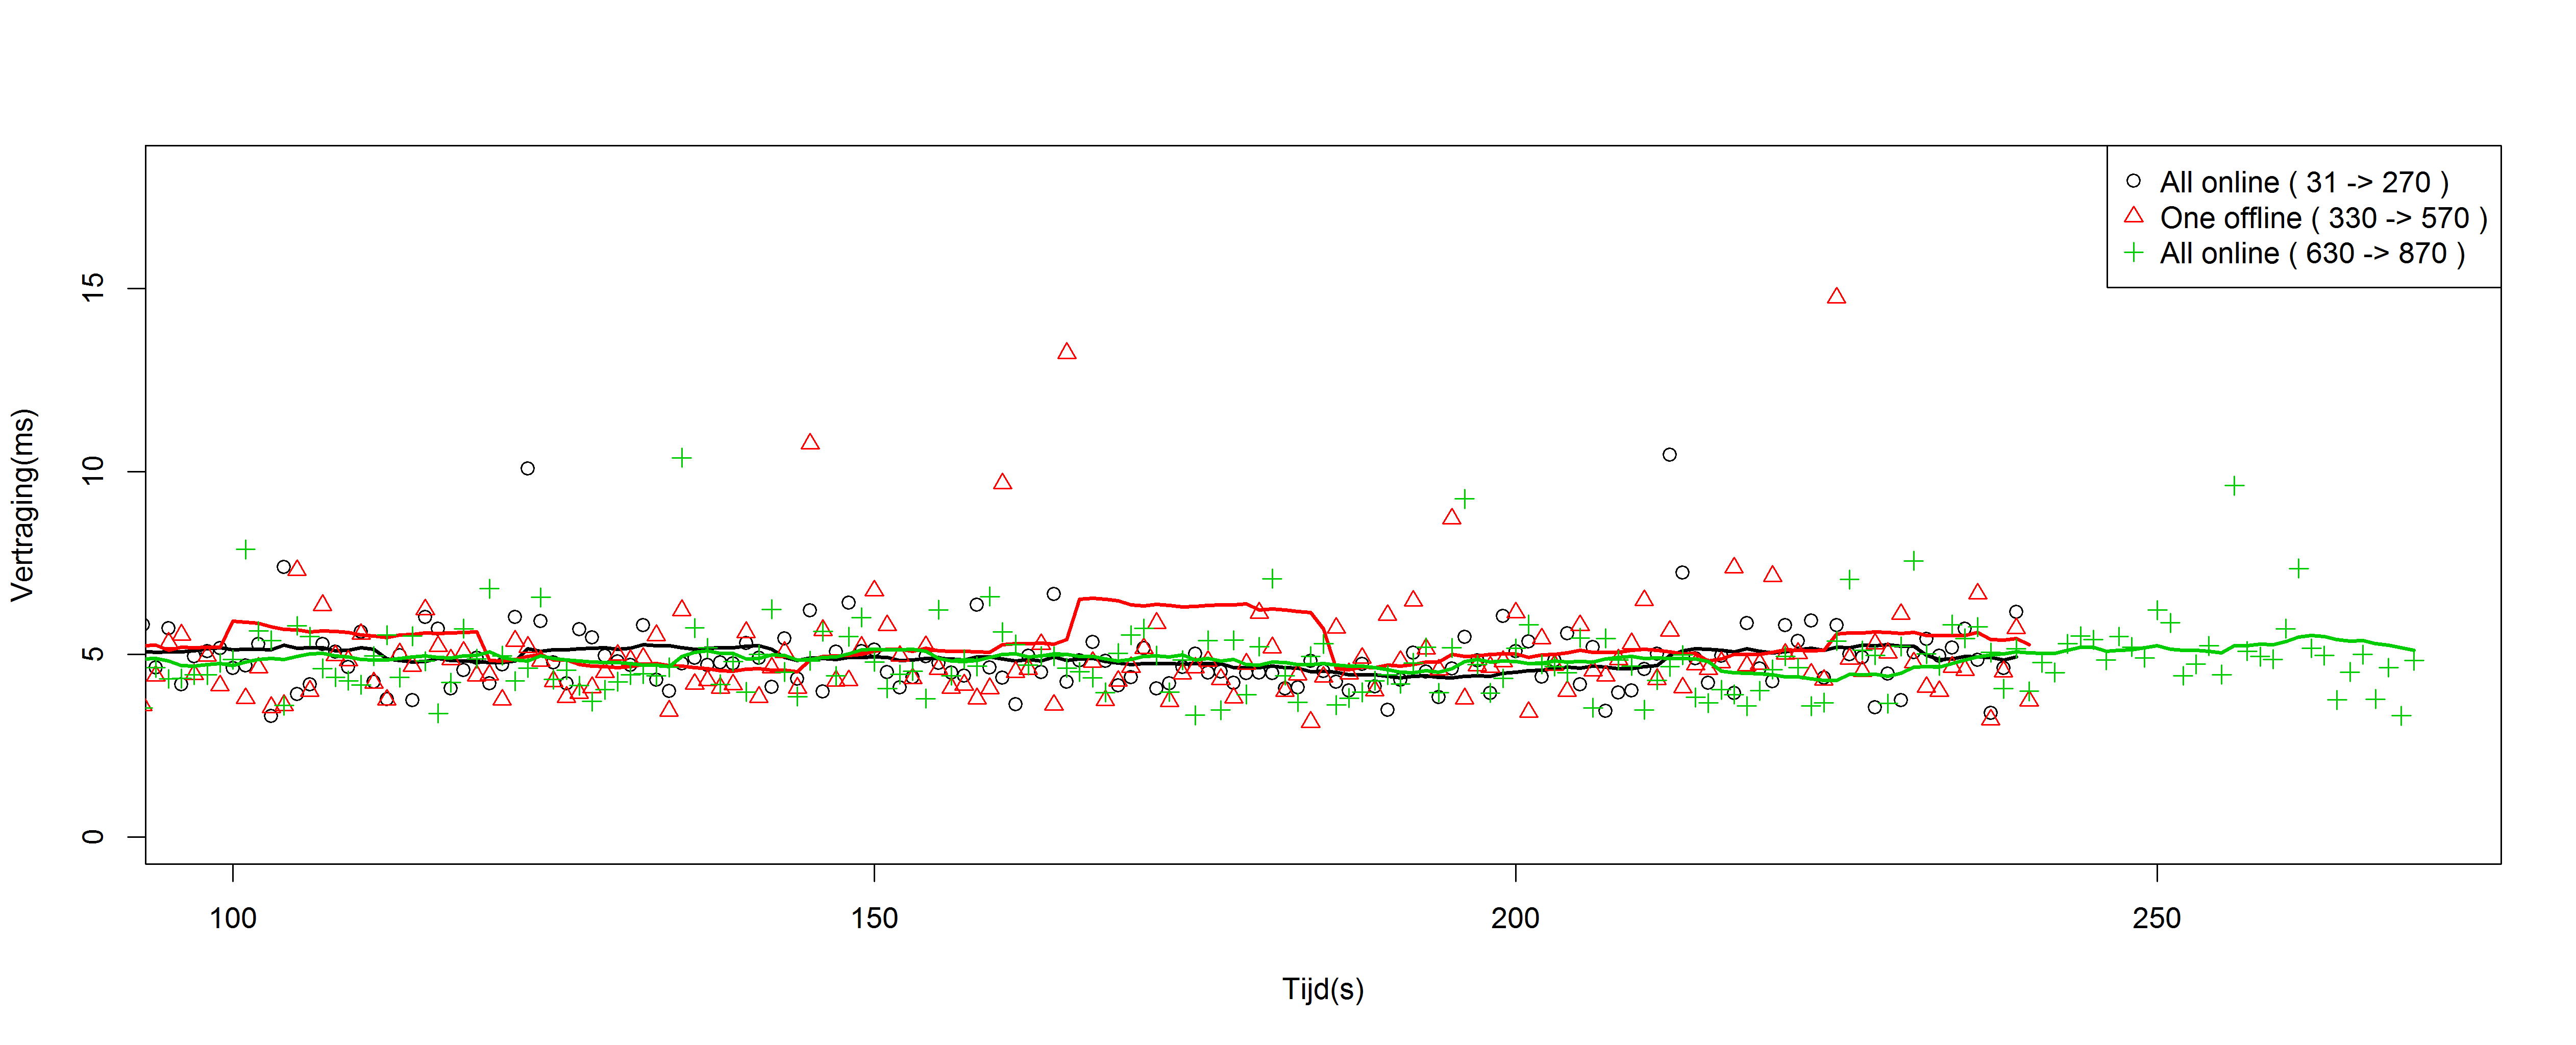 All online ( 31 -> 270 )
One offline ( 330 -> 570 )
All online ( 630 -> 870 )
Vertraging(ms)
15
10
5
0
100
150
200
250
Tijd(s)